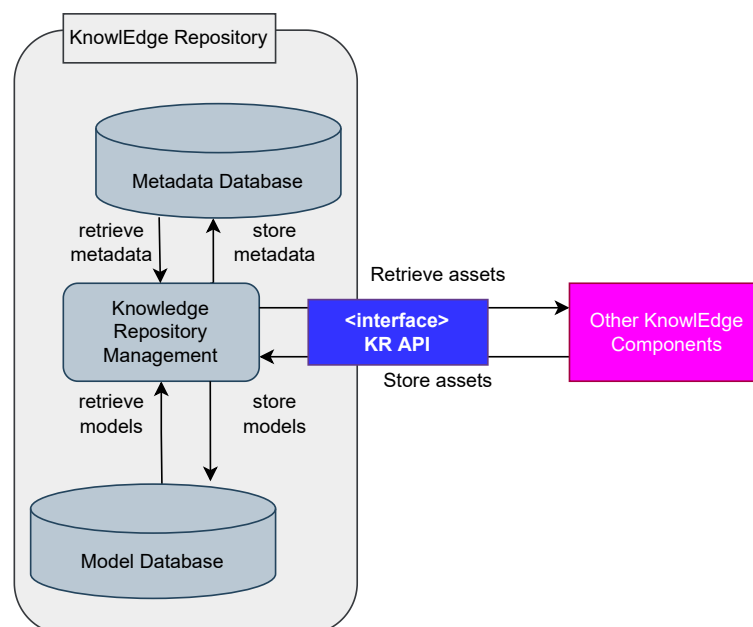 KnowlEdge Repository
Metadata Database
retrieve
metadata
store
metadata
Retrieve assets
Knowledge
Repository
Management
<interface>
KR API
Other KnowlEdge
Components
Store assets
retrieve
models
store
models
Model Database